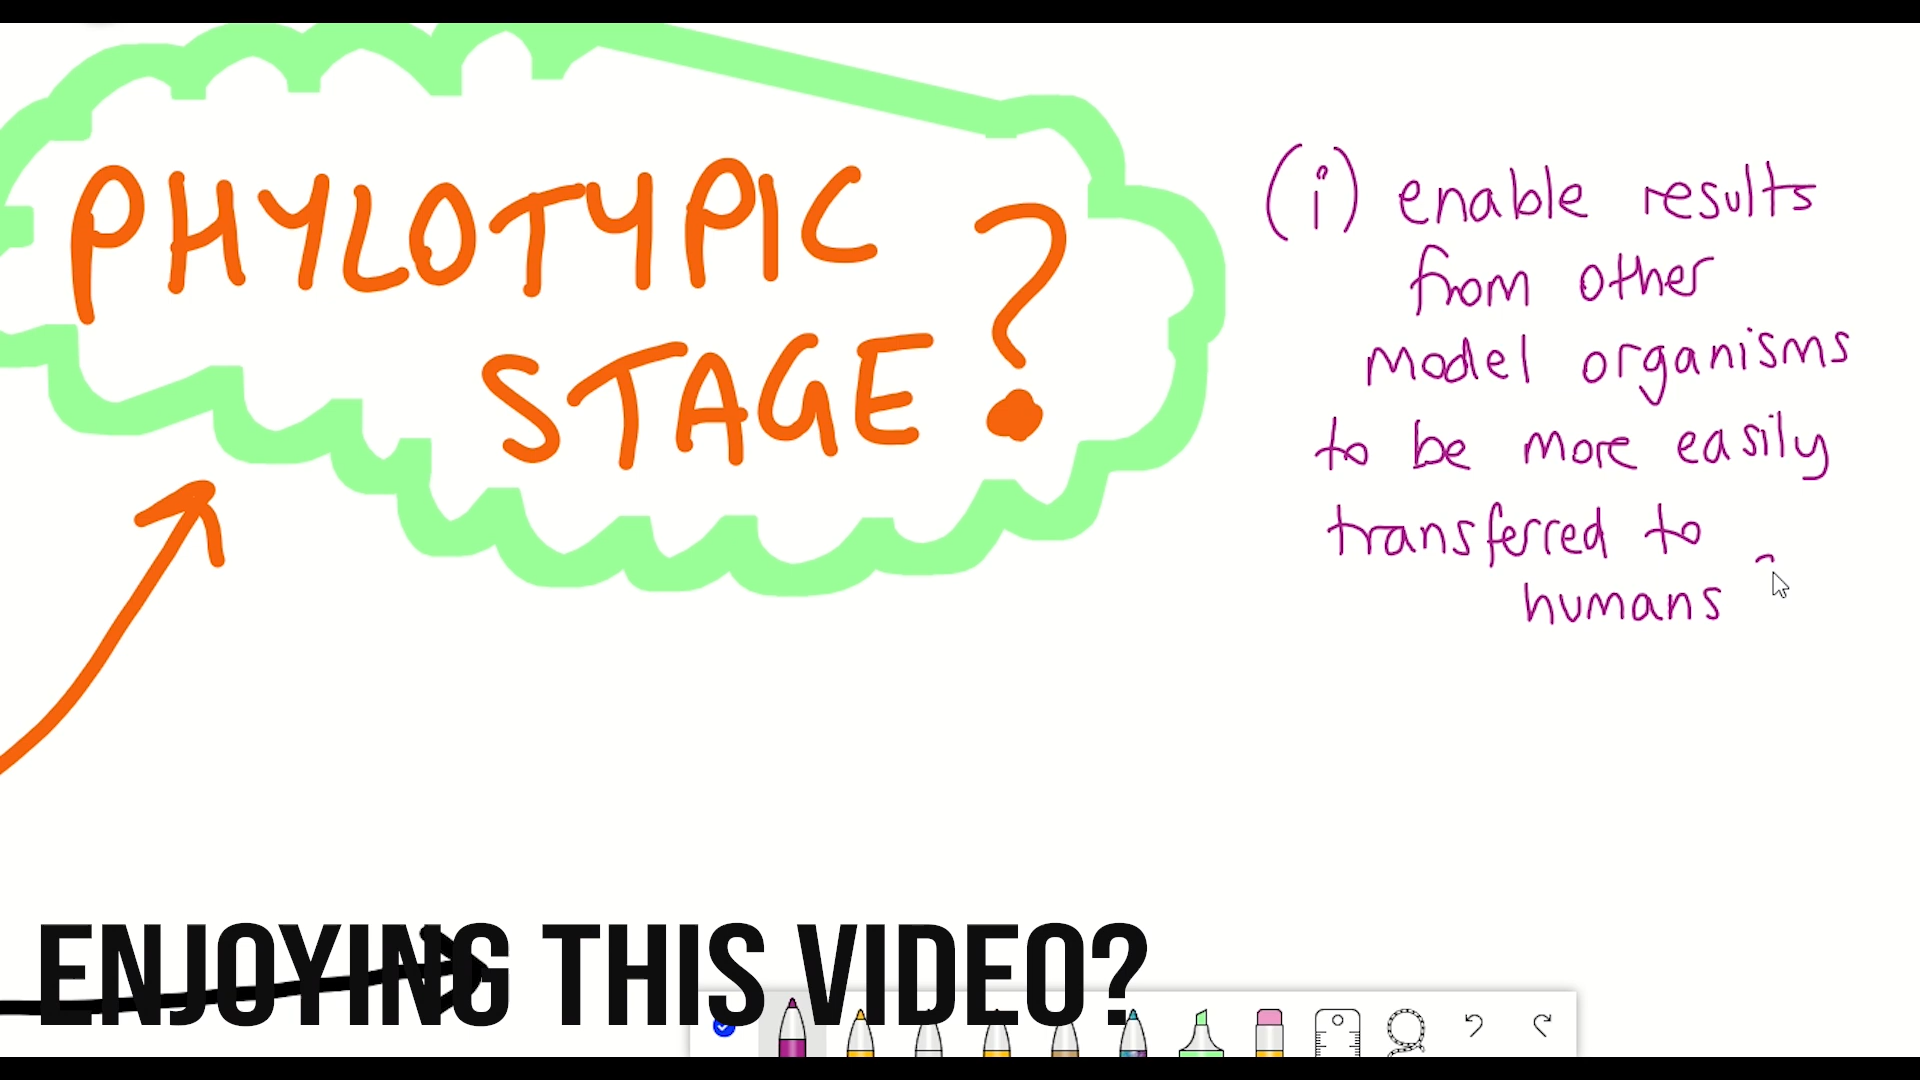 PHYLOTYPIC
STAGE?
(i) enable results
from other
model organisms
to be more easily
transferred to
humans
ENJOYING THIS VIDEO?